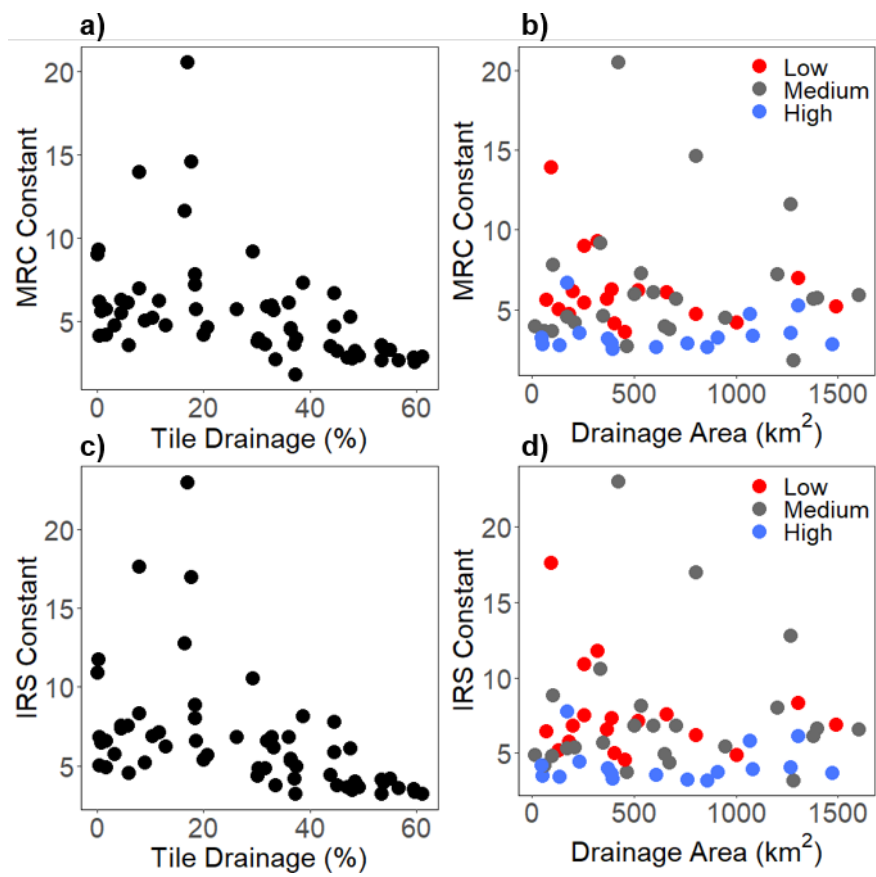 a)
20
15
10
5
MRC Constant
0
20
40
60
Tile Drainage (%)
b)
20
15
10
5
MRC Constant
Low
Medium
High
0
500
1000
1500
Drainage Area (km²)
c)
20
15
10
5
IRS Constant
0
20
40
60
Tile Drainage (%)
d)
20
15
10
5
IRS Constant
Low
Medium
High
0
500
1000
1500
Drainage Area (km²)